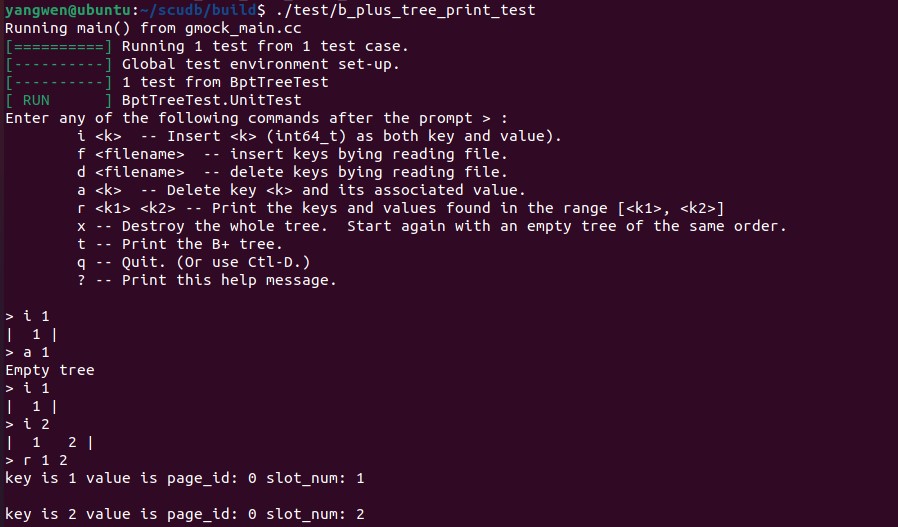 yangwen@ubuntu:~/scudb/build$ ./test/b_plus_tree_print_test
Running main() from gmock_main.cc
[==========] Running 1 test from 1 test case.
[----------] Global test environment set-up.
[----------] 1 test from BptTreeTest
[ RUN      ] BptTreeTest.UnitTest
Enter any of the following commands after the prompt > :
        i <k>  -- Insert <k> (int64_t) as both key and value).
        f <filename>  -- insert keys bying reading file.
        d <filename>  -- delete keys bying reading file.
        a <k>  -- Delete key <k> and its associated value.
        r <k1> <k2> -- Print the keys and values found in the range [<k1>, <k2>]
        x -- Destroy the whole tree.  Start again with an empty tree of the same order.
        t -- Print the B+ tree.
        q -- Quit. (Or use Ctl-D.)
        ? -- Print this help message.

> i 1
|  1 |
> a 1
Empty tree
> i 1
|  1 |
> i 2
|  1   2 |
> r 1 2
key is 1 value is page_id: 0 slot_num: 1

key is 2 value is page_id: 0 slot_num: 2